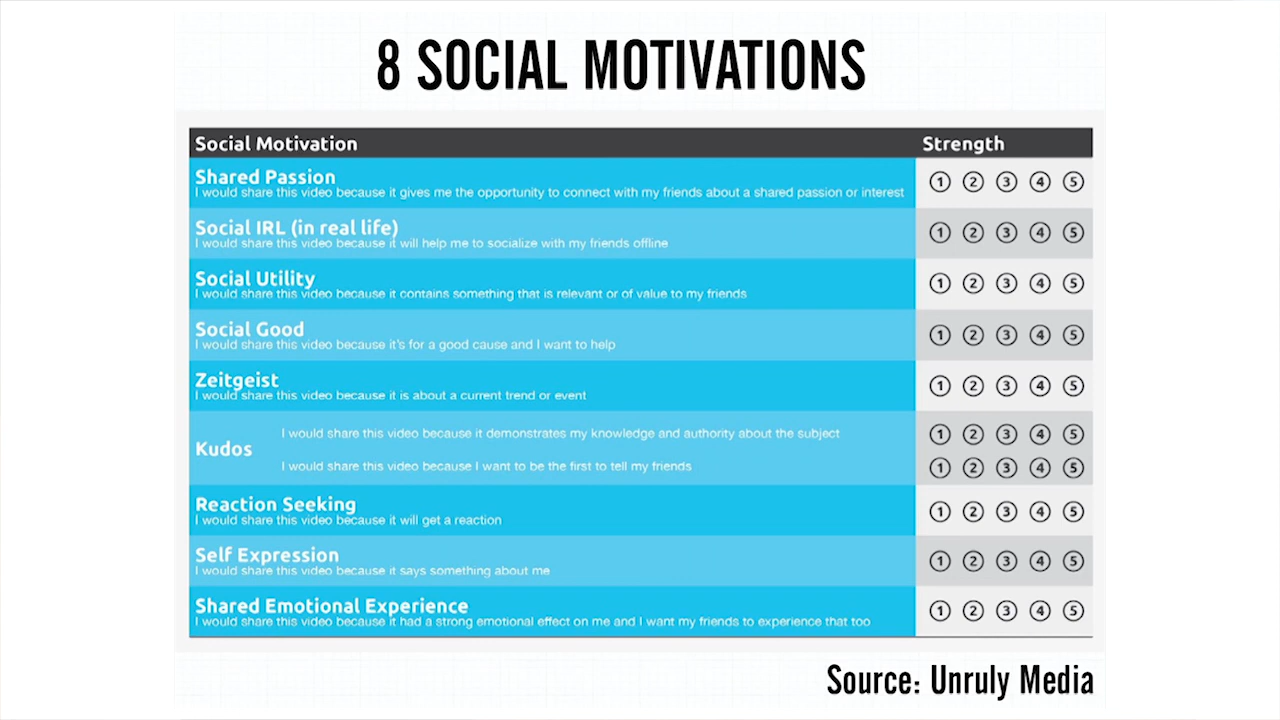 8 SOCIAL MOTIVATIONS
Social Motivation Strength
Shared Passion
I would share this video because it gives me the opportunity to connect with my friends about a shared passion or interest
1 2 3 4 5
Social IRL (in real life)
I would share this video because it will help me to socialize with my friends offline
1 2 3 4 5
Social Utility
I would share this video because it contains something that is relevant or of value to my friends
1 2 3 4 5
Social Good
I would share this video because it's for a good cause and I want to help
1 2 3 4 5
Zeitgeist
I would share this video because it is about a current trend or event
1 2 3 4 5
Kudos
I would share this video because it demonstrates my knowledge and authority about the subject
1 2 3 4 5
I would share this video because I want to be the first to tell my friends
1 2 3 4 5
Reaction Seeking
I would share this video because it will get a reaction
1 2 3 4 5
Self Expression
I would share this video because it says something about me
1 2 3 4 5
Shared Emotional Experience
I would share this video because it had a strong emotional effect on me and I want my friends to experience that too
1 2 3 4 5
Source: Unruly Media